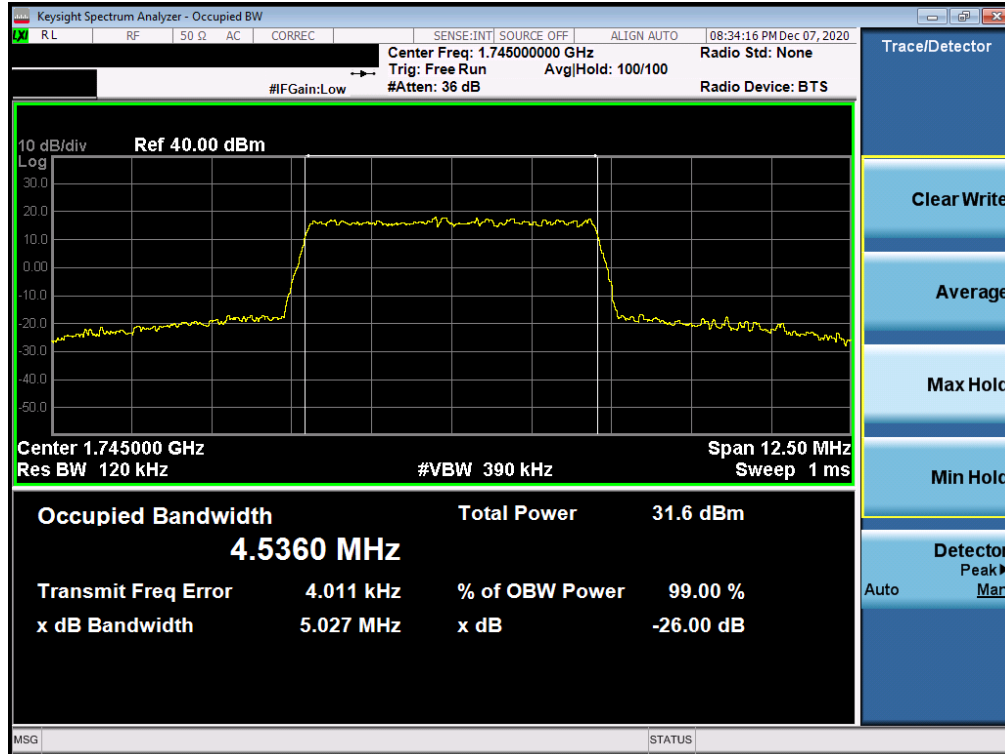 Keysight Spectrum Analyzer - Occupied BW
LXI RL RF 50 Ω AC CORREC SENSE:INT SOURCE OFF ALIGN AUTO 08:34:16 PM Dec 07, 2020
Center Freq: 1.745000000 GHz Radio Std: None
Trig: Free Run Avg|Hold: 100/100
#IFGain:Low #Atten: 36 dB Radio Device: BTS
Trace/Detector
10 dB/div Ref 40.00 dBm
Log
30.0
20.0
10.0
0.00
-10.0
-20.0
-30.0
-40.0
-50.0
Center 1.745000 GHz Span 12.50 MHz
Res BW 120 kHz #VBW 390 kHz Sweep 1 ms
Occupied Bandwidth Total Power 31.6 dBm
4.5360 MHz
Transmit Freq Error 4.011 kHz % of OBW Power 99.00 %
x dB Bandwidth 5.027 MHz x dB -26.00 dB
Clear Write
Average
Max Hold
Min Hold
Detector
Peak
Auto Man
MSG STATUS